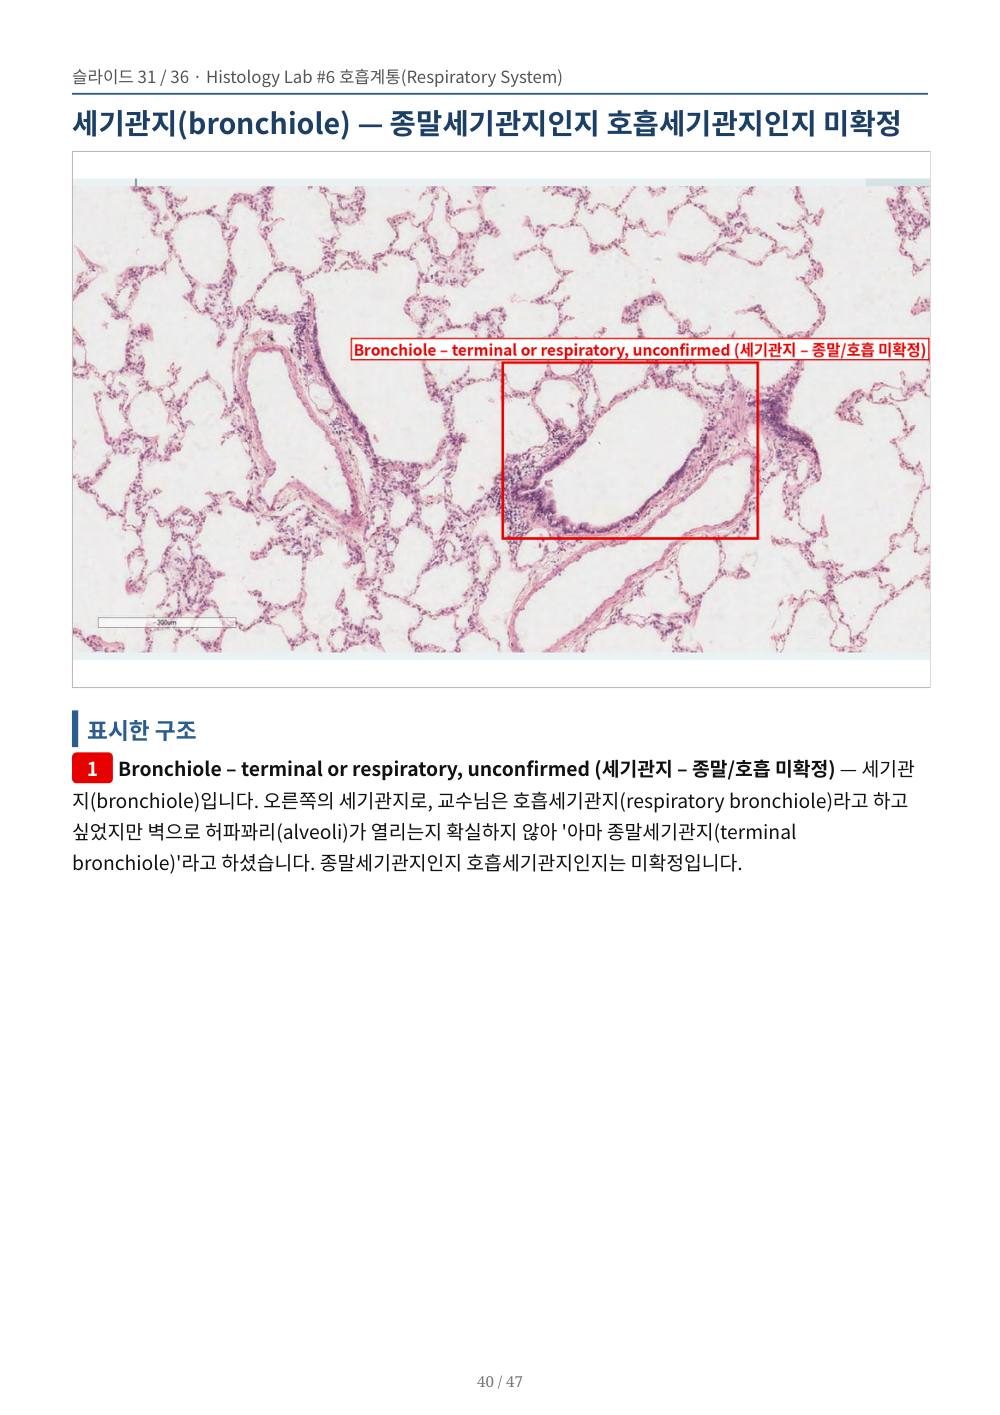 슬라이드 31 / 36 · Histology Lab #6 호흡계통(Respiratory System)
세기관지(bronchiole) — 종말세기관지인지 호흡세기관지인지 미확정
Bronchiole – terminal or respiratory, unconfirmed (세기관지 – 종말/호흡 미확정)
300um
표시한 구조
1 Bronchiole – terminal or respiratory, unconfirmed (세기관지 – 종말/호흡 미확정) — 세기관
지(bronchiole)입니다. 오른쪽의 세기관지로, 교수님은 호흡세기관지(respiratory bronchiole)라고 하고
싶었지만 벽으로 허파꽈리(alveoli)가 열리는지 확실하지 않아 '아마 종말세기관지(terminal
bronchiole)'라고 하셨습니다. 종말세기관지인지 호흡세기관지인지는 미확정입니다.
40 / 47